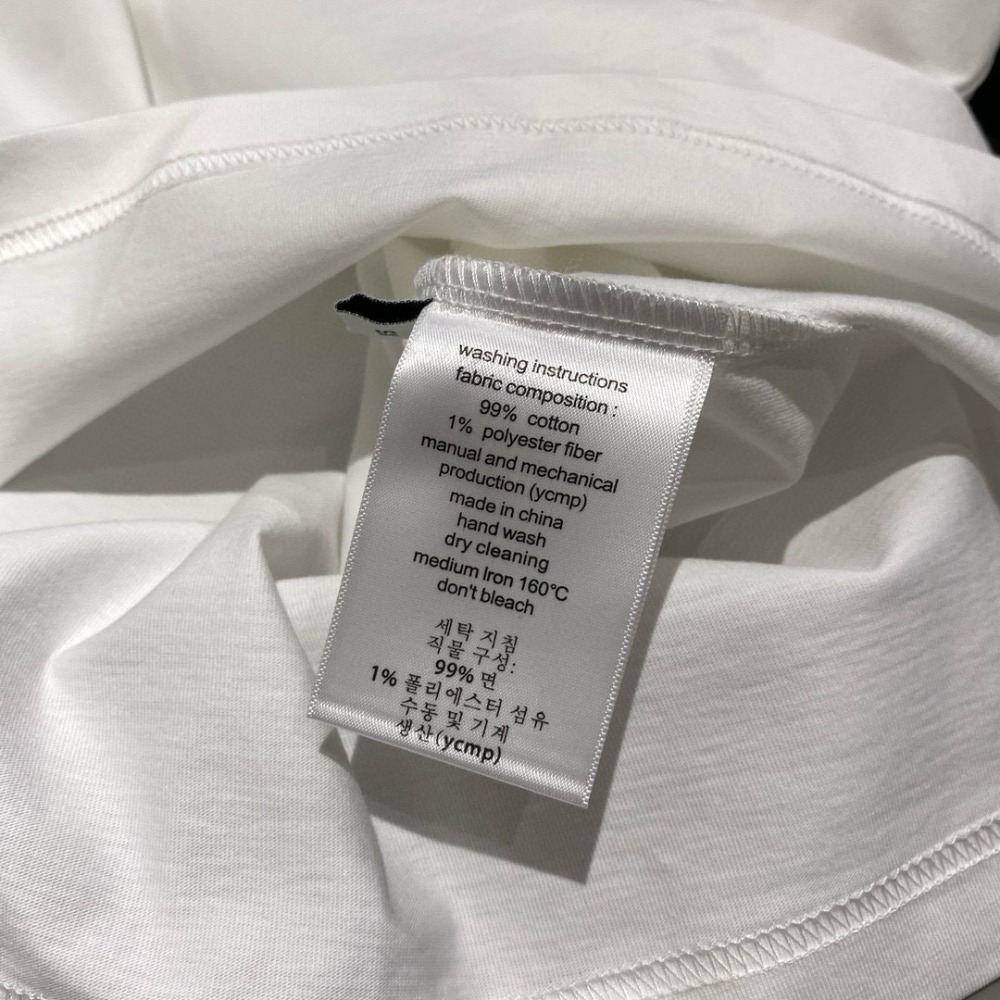 washing instructions
fabric composition :
99% cotton
1% polyester fiber
manual and mechanical
production (ycmp)
made in china
hand wash
dry cleaning
medium Iron 160°C
don't bleach
세탁 지침
직물 구성:
99% 면
1% 폴리에스터 섬유
수동 및 기계
생산(ycmp)